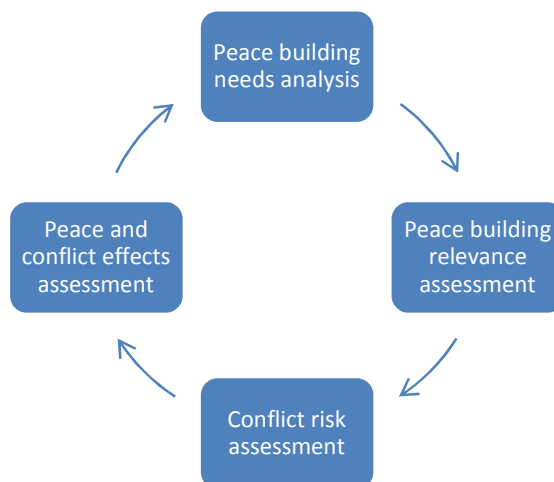 Peace building
needs analysis
Peace and
conflict effects
assessment
Peace building
relevance
assessment
Conflict risk
assessment